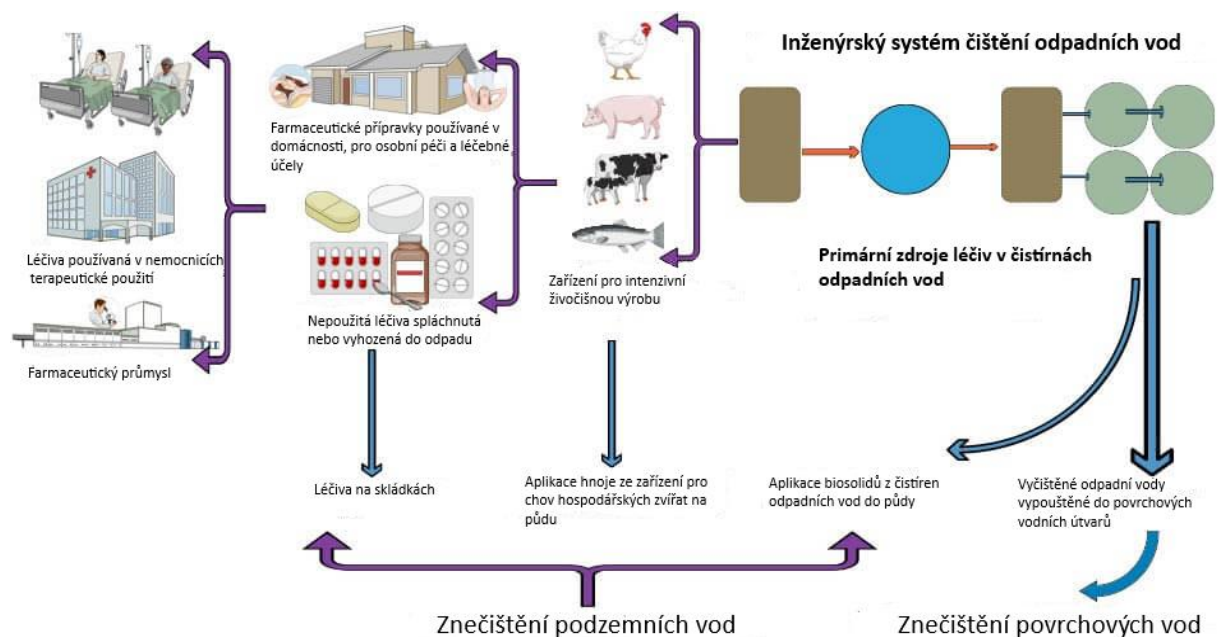 Inženýrský systém čištění odpadních vod
Farmaceutické přípravky používané v
domácnosti, pro osobní péči a léčebné
účely
Léčiva používaná v nemocnicích
terapeutické použití
Primární zdroje léčiv v čistírnách
odpadních vod
Zařízení pro intenzivní
živočišnou výrobu
Nepoužitá léčiva spláchnutá
nebo vyhozená do odpadu
Farmaceutický průmysl
Léčiva na skládkách
Aplikace hnoje ze zařízení pro
chov hospodářských zvířat na
půdu
Aplikace biosolidů z čistíren
odpadních vod do půdy
Vyčištěné odpadní vody
vypouštěné do povrchových
vodních útvarů
Znečištění podzemních vod
Znečištění povrchových vod